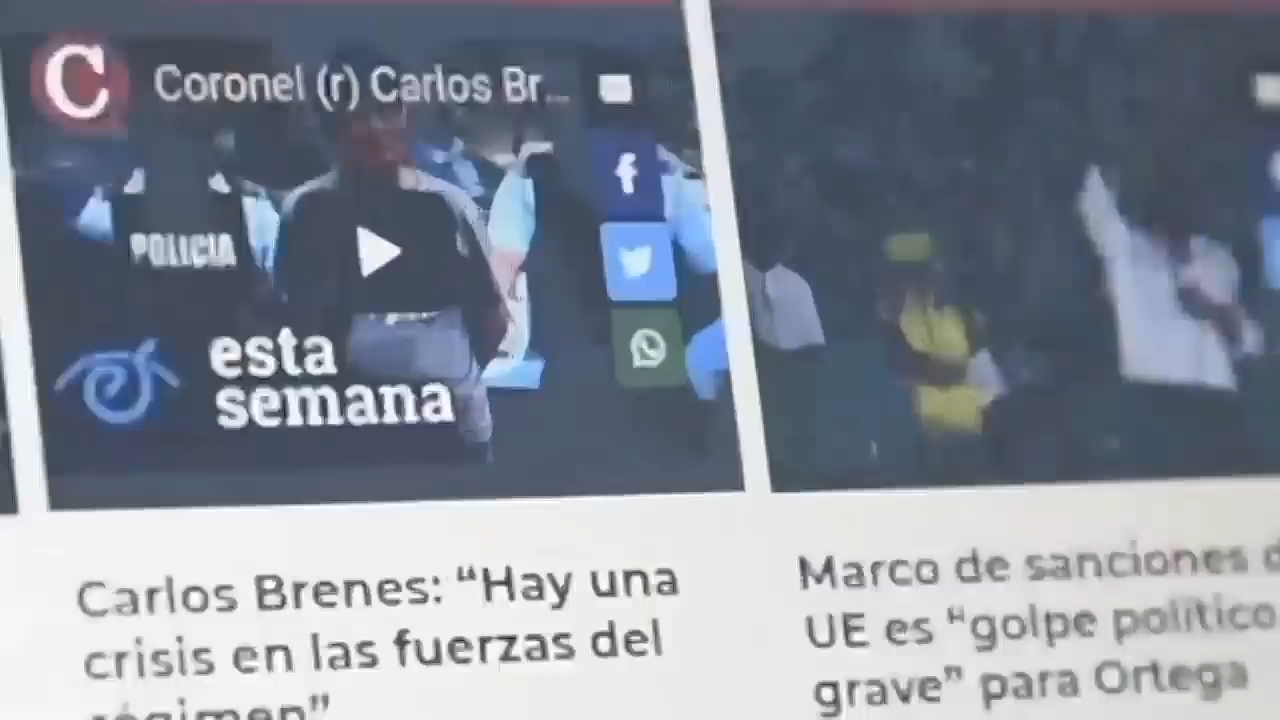 C
Coronel (r) Carlos Br...
POLICIA
esta
semana
Carlos Brenes: “Hay una
crisis en las fuerzas del
régimen”
Marco de sanciones
UE es “golpe político
grave” para Ortega